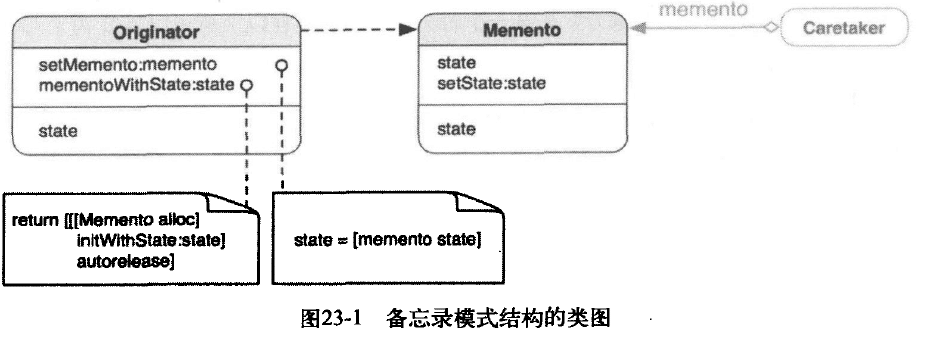 memento
Originator
Memento
Caretaker
setMemento:memento
mementoWithState:state
state
setState:state
state
state
return [[[Memento alloc]
initWithState:state]
autorelease]
state = [memento state]
图23-1 备忘录模式结构的类图